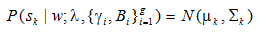 P(s_k | w; λ, {γ_i, B_i}_{i=1}^g) = N(μ_k, Σ_k)